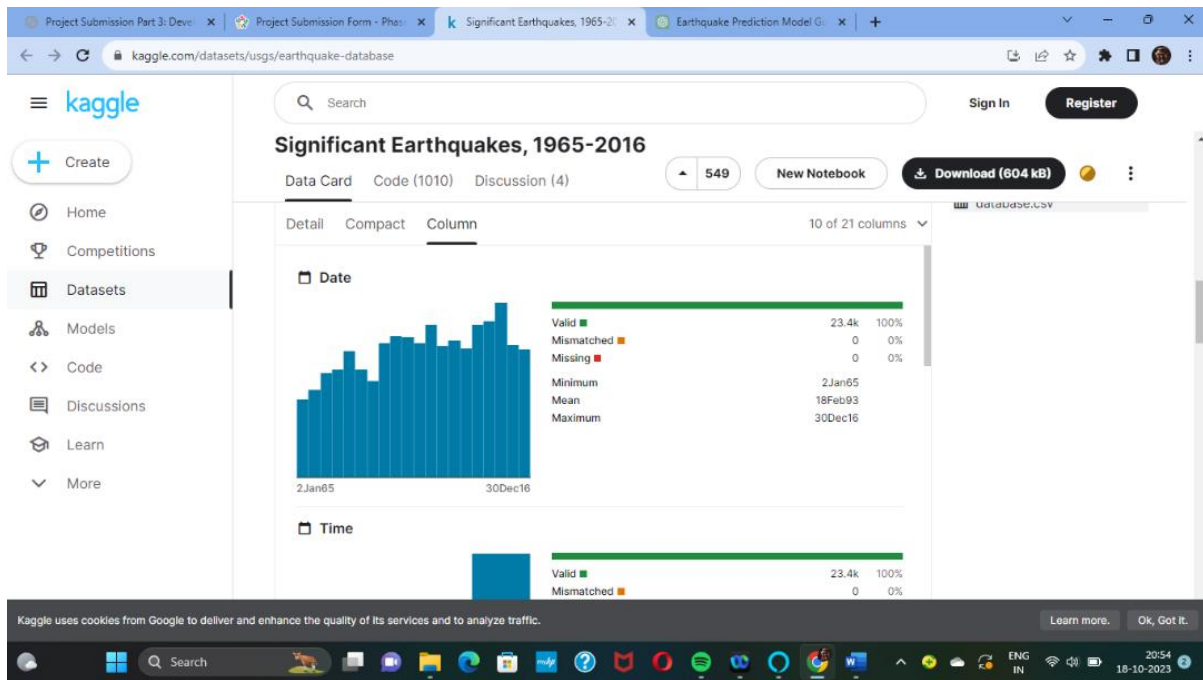 Project Submission Part 3: Devel
Project Submission Form - Phas
k Significant Earthquakes, 1965-20
Earthquake Prediction Model G
kaggle.com/datasets/usgs/earthquake-database
kaggle
Search
Sign In
Register
Create
Home
Competitions
Datasets
Models
Code
Discussions
Learn
More
Significant Earthquakes, 1965-2016
Data Card Code (1010) Discussion (4)
549
New Notebook
Download (604 kB)
database.csv
Detail Compact Column
10 of 21 columns
Date
Valid 23.4k 100%
Mismatched 0 0%
Missing 0 0%
Minimum 2Jan65
Mean 18Feb93
Maximum 30Dec16
2Jan65 30Dec16
Time
Valid 23.4k 100%
Mismatched 0 0%
Kaggle uses cookies from Google to deliver and enhance the quality of its services and to analyze traffic.
Learn more.
Ok, Got it.
Search
ENG
IN
20:54
18-10-2023
2